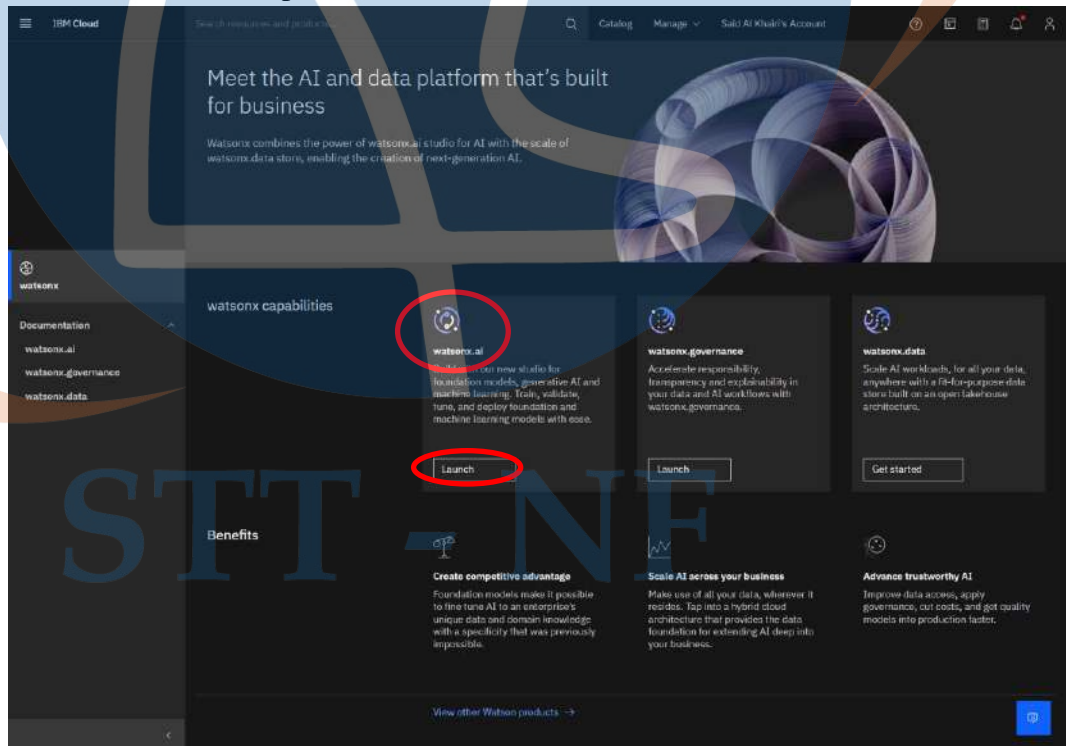 IBM Cloud
Search resources and products...
Catalog
Manage
Said Al Khairi's Account
Meet the AI and data platform that's built
for business
Watsonx combines the power of watsonx.ai studio for AI with the scale of
watsonx.data store, enabling the creation of next-generation AI.
watsonx
Documentation
watsonx.ai
watsonx.governance
watsonx.data
watsonx capabilities
watsonx.ai
our new studio for
foundation models, generative AI and
machine learning. Train, validate,
tune, and deploy foundation and
machine learning models with ease.
Launch
watsonx.governance
Accelerate responsibility,
transparency and explainability in
your data and AI workflows with
watsonx.governance.
Launch
watsonx.data
Scale AI workloads, for all your data,
anywhere with a fit-for-purpose data
store built on an open lakehouse
architecture.
Get started
STT - NF
Benefits
Create competitive advantage
Foundation models make it possible
to fine tune AI to an enterprise's
unique data and domain knowledge
with a specificity that was previously
impossible.
Scale AI across your business
Make use of all your data, wherever it
resides. Tap into a hybrid cloud
architecture that provides the data
foundation for extending AI deep into
your business.
Advance trustworthy AI
Improve data access, apply
governance, cut costs, and get quality
models into production faster.
View other Watson products →